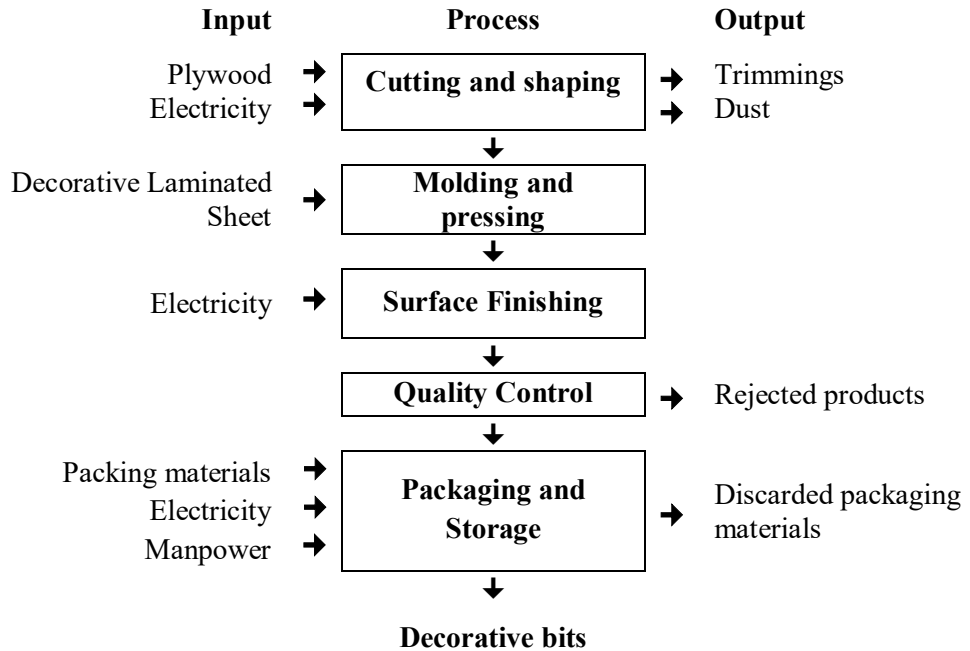 Input Process Output
Plywood Cutting and shaping Trimmings
Electricity Dust
Decorative Laminated Molding and
Sheet pressing
Electricity Surface Finishing
Quality Control Rejected products
Packing materials
Packaging and Discarded packaging
Electricity
Storage materials
Manpower
Decorative bits